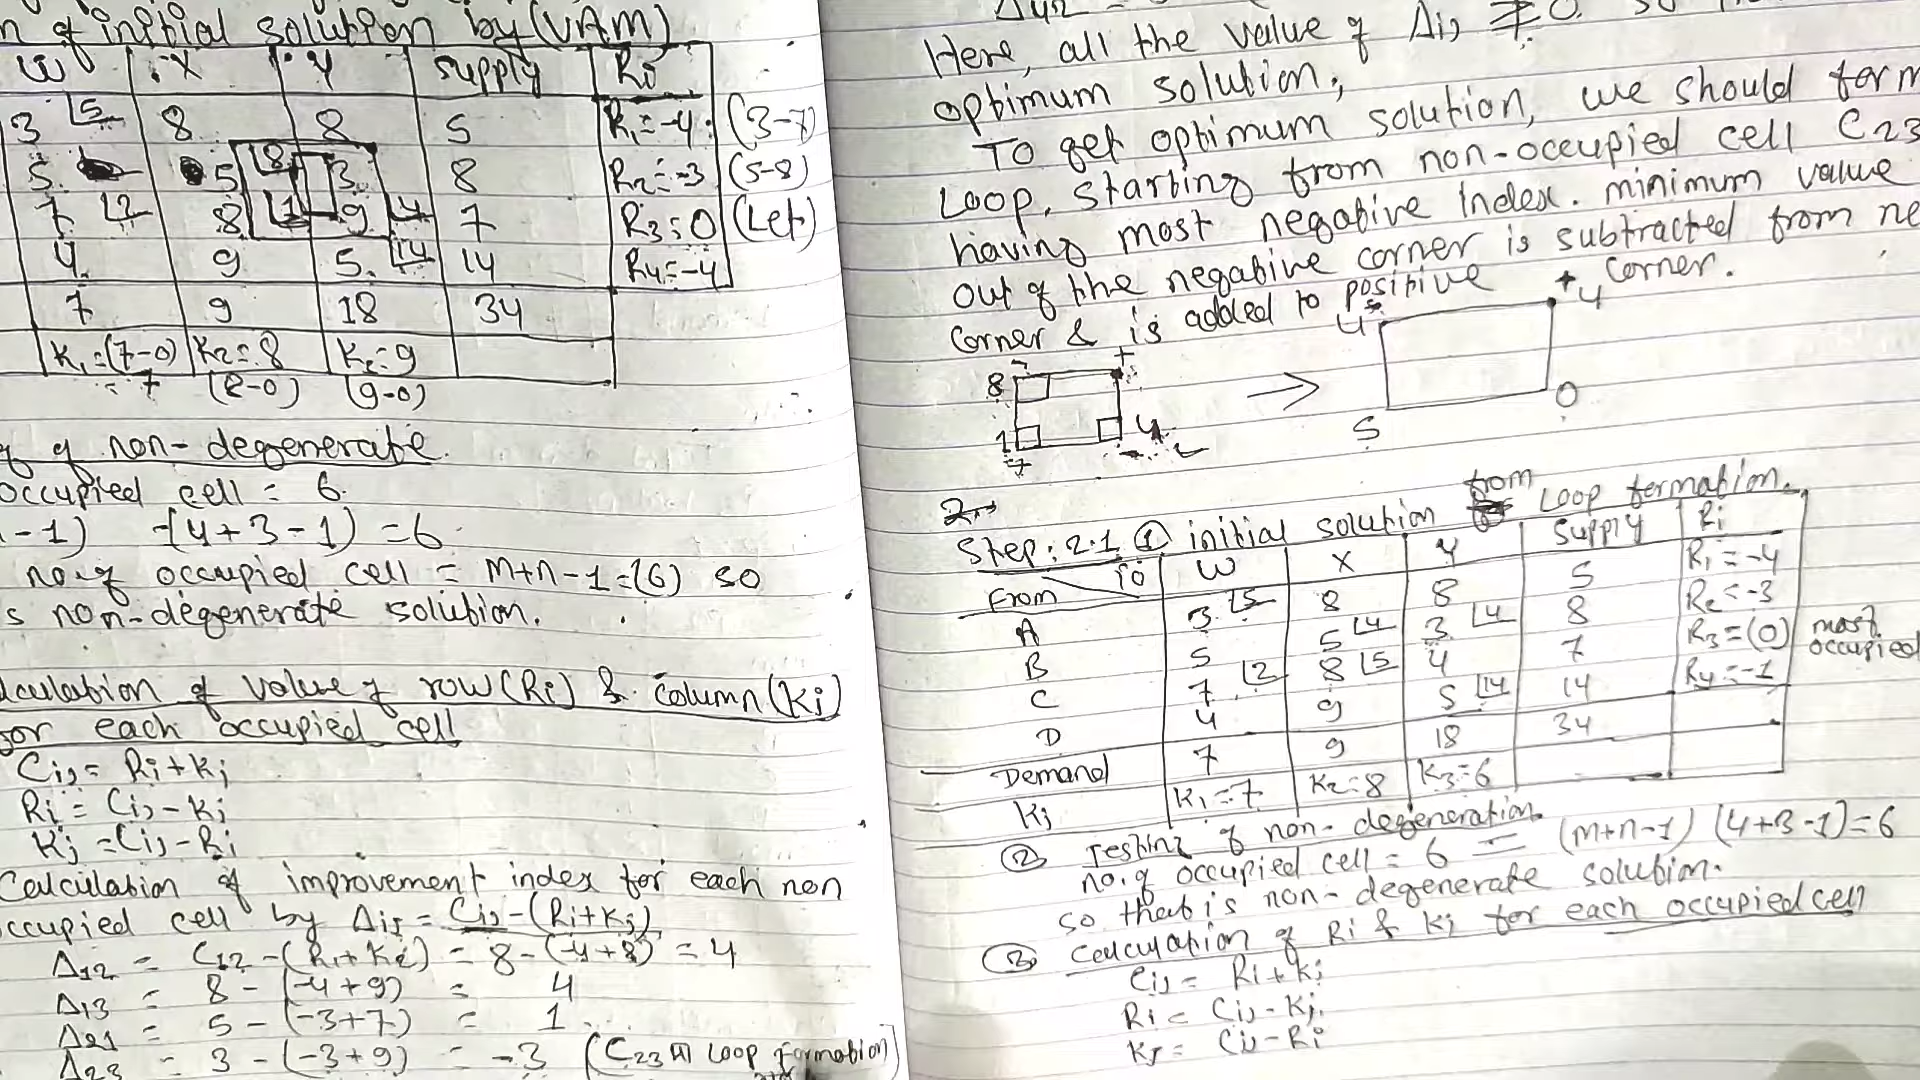 n of initial solution by (VAM)
W X Y supply Ri
3 5 8 8 5 R1 = -4 (3-7)
5 5 8 3 8 R2 = -3 (5-8)
7 2 8 1 9 4 7 R3 = 0 (Let)
4 9 5 14 14 R4 = -4
7 9 18 34
K1 = (7-0) K2 = 8 K2 = 9
= 7 (8-0) (9-0)
g of non-degenerate.
occupied cell = 6.
-1) -(4+3-1) = 6
no. of occupied cell = m+n-1 = (6) so
s non-degenerate solution.
lculation of value of row (Ri) & column (Kj)
for each occupied cell
Cij = Ri + Kj
Ri = Cij - Kj
Kj = Cij - Ri
Calculation of improvement index for each non
occupied cell by Δij = Cij - (Ri+Kj)
Δ12 = C12 - (R1+K2) = 8 - (-4+8) = 4
Δ13 = 8 - (-4+9) = 4
Δ21 = 5 - (-3+7) = 1
Δ23 = 3 - (-3+9) = -3 (C23 Loop formation)
Δ42
Here, all the value of Δij ≱ 0. so
optimum solution,
To get optimum solution, we should form
Loop, starting from non-occupied cell C23
having most negative index. minimum value
out of the negative corner is subtracted from ne
corner & is added to positive corner.
8 - +
1 + 4 -
4 + 4
5 0
Step: 2.1 ① initial solution from Loop formation.
From To W X Y supply Ri
A 3 5 8 8 5 R1 = -4
B 5 5 4 3 4 8 R2 = -3
C 7 2 8 5 4 7 R3 = (0) most occupied
D 4 9 5 14 14 R4 = -1
Demand 7 9 18 34
Kj K1 = 7 K2 = 8 K3 = 6
② Testing of non-degeneration.
no. of occupied cell = 6 = (m+n-1) (4+3-1) = 6
so that is non-degenerate solution.
③ Calculation of Ri & Kj for each occupied cell
Cij = Ri + Kj
Ri = Cij - Kj.
Kj = Cij - Ri